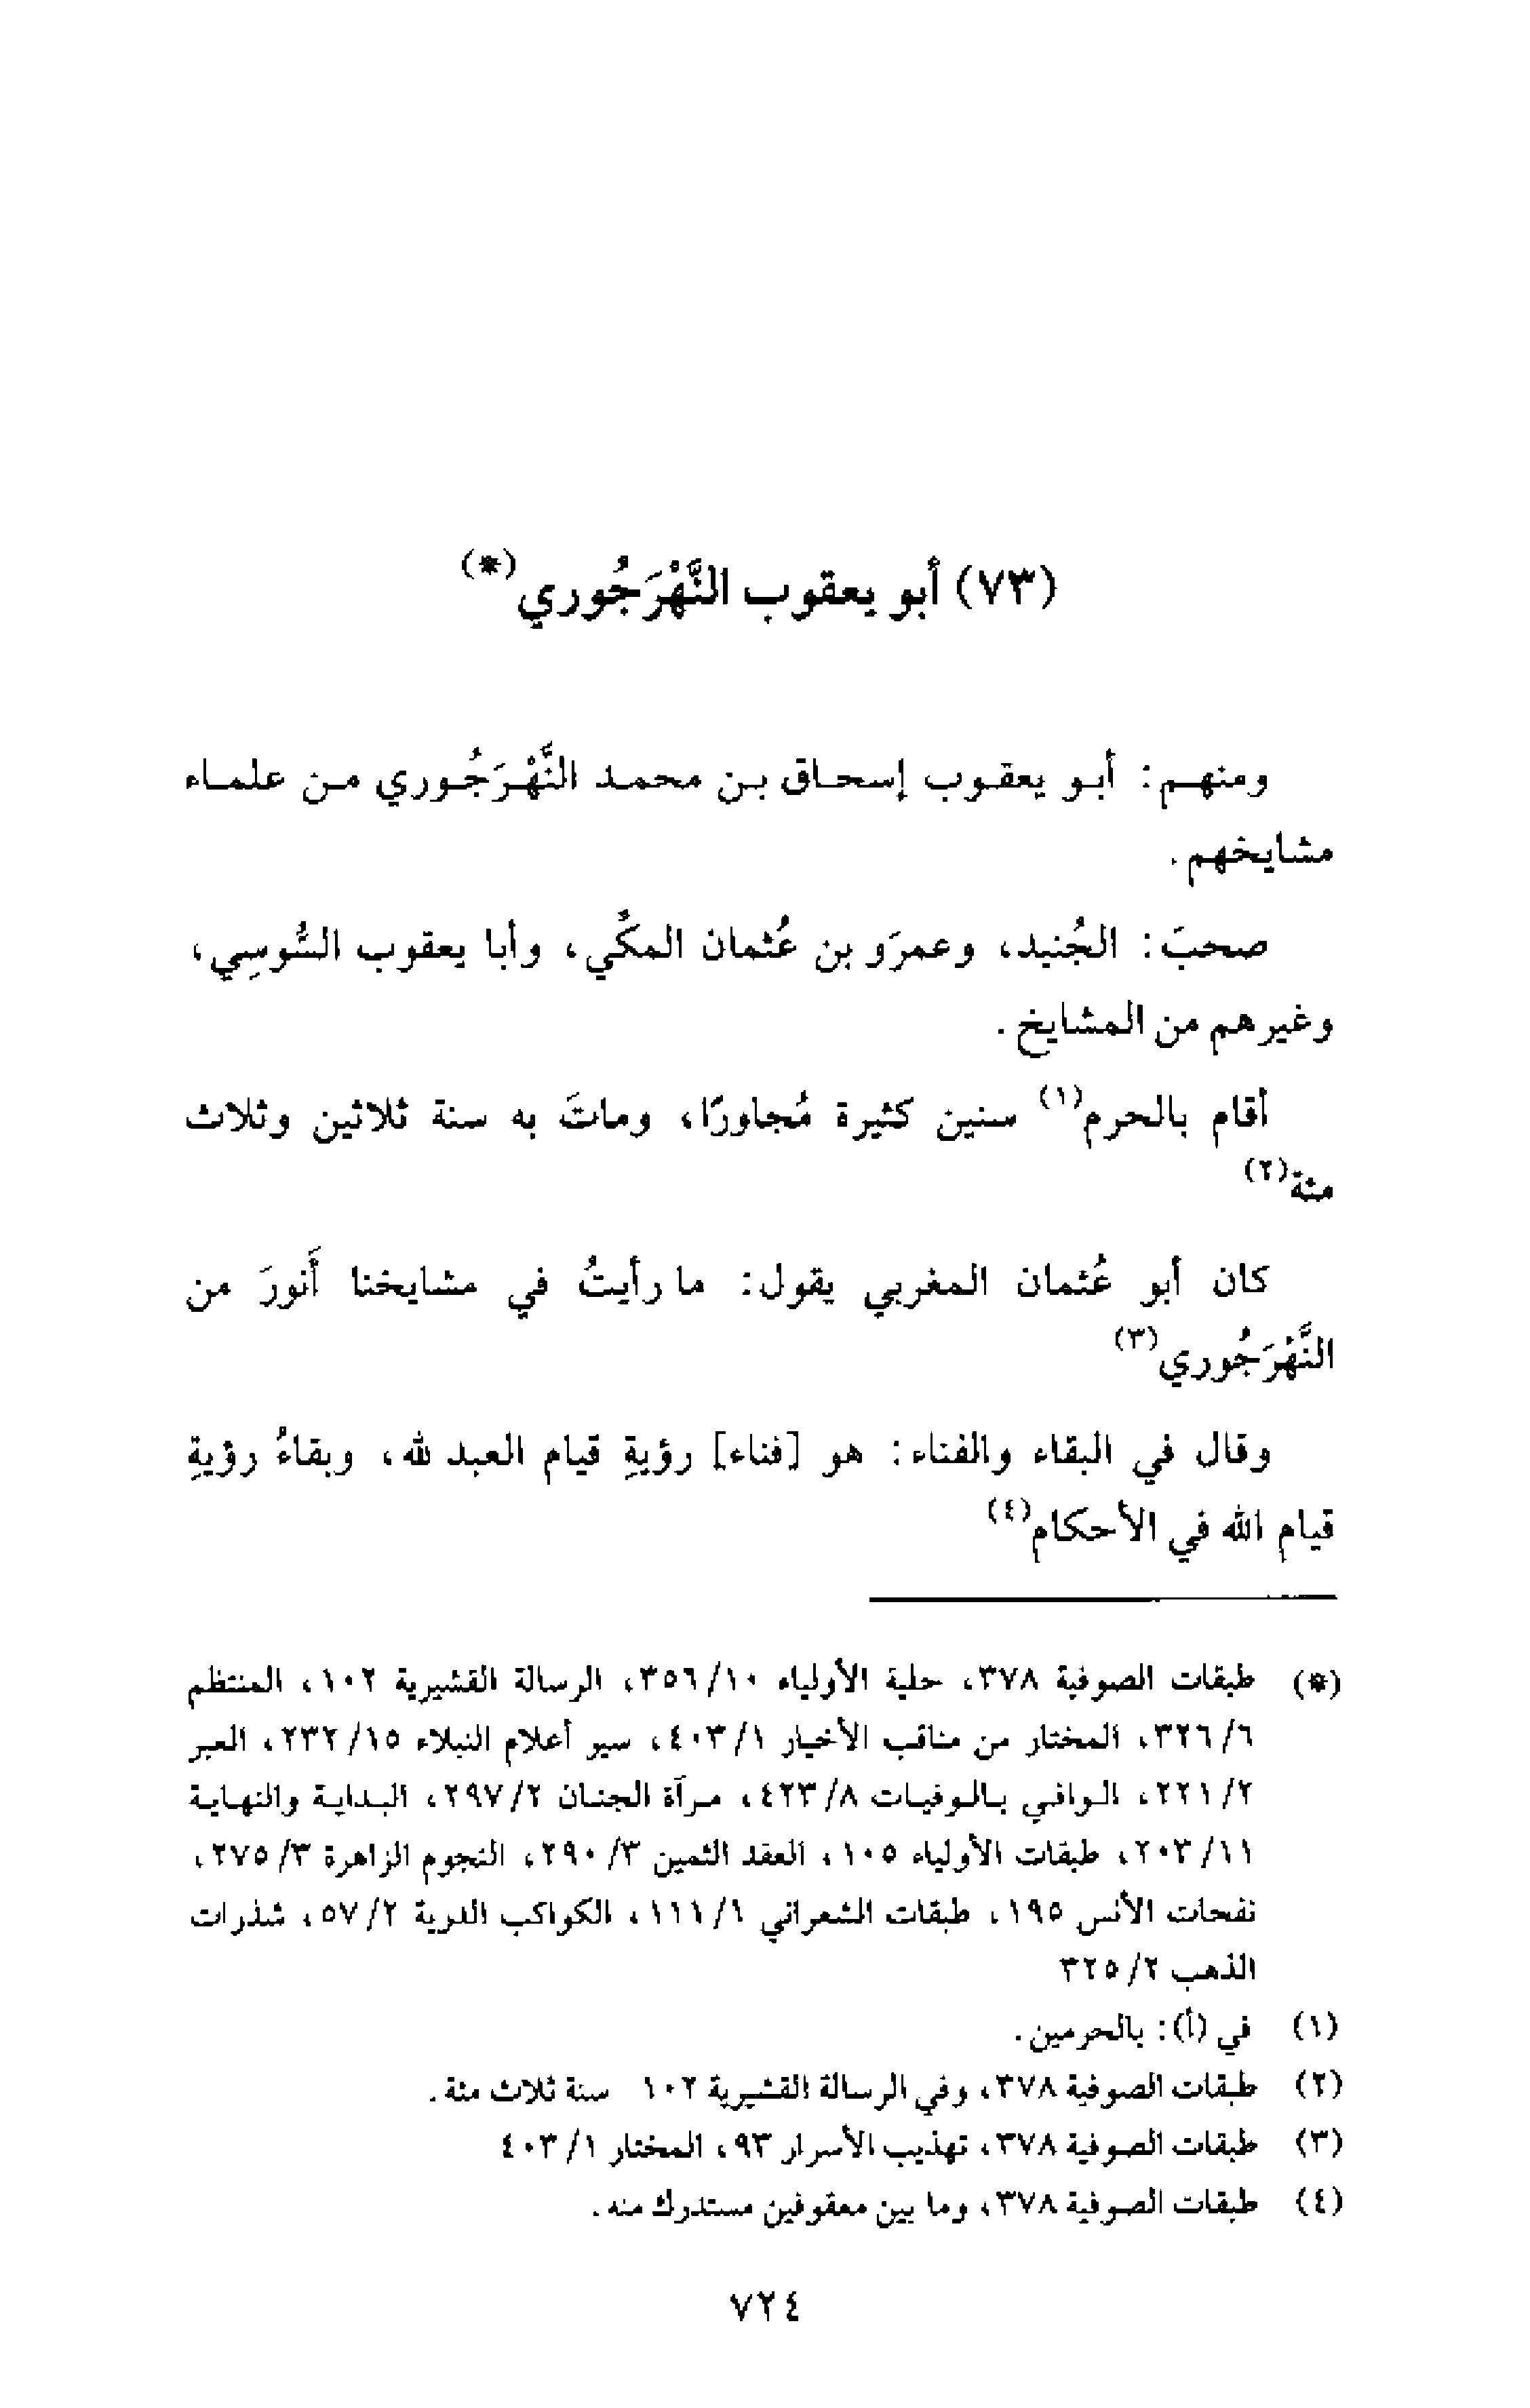 (٧٣) أبو يعقوب النَّهْرَجُوري(*)
ومنهم: أبو يعقوب إسحاق بن محمد النَّهْرَجُوري من علماء
مشايخهم.
صحبَ: الجُنيد، وعمرَو بن عُثمان المكِّي، وأبا يعقوب السُّوسِي،
وغيرهم من المشايخ.
أقام بالحرم(١) سنين كثيرة مُجاورًا، وماتَ به سنة ثلاثين وثلاث
مئة(٢)
كان أبو عُثمان المغربي يقول: ما رأيتُ في مشايخنا أَنورَ من
النَّهْرَجُوري(٣)
وقال في البقاء والفناء: هو [فناء] رؤيةِ قيام العبد لله، وبقاءُ رؤيةِ
قيام الله في الأحكام(٤)
(*) طبقات الصوفية ٣٧٨، حلية الأولياء ١٠/ ٣٥٦، الرسالة القشيرية ١٠٢، المنتظم
٦/ ٣٢٦، المختار من مناقب الأخيار ١/ ٤٠٣، سير أعلام النبلاء ١٥/ ٢٣٢، العبر
٢/ ٢٢١، الوافي بالوفيات ٨/ ٤٢٣، مرآة الجنان ٢/ ٢٩٧، البداية والنهاية
١١/ ٢٠٣، طبقات الأولياء ١٠٥، العقد الثمين ٣/ ٢٩٠، النجوم الزاهرة ٣/ ٢٧٥،
نفحات الأنس ١٩٥، طبقات الشعراني ١/ ١١١، الكواكب الدرية ٢/ ٥٧، شذرات
الذهب ٢/ ٣٢٥
(١) في (أ): بالحرمين.
(٢) طبقات الصوفية ٣٧٨، وفي الرسالة القشيرية ١٠٢ سنة ثلاث مئة.
(٣) طبقات الصوفية ٣٧٨، تهذيب الأسرار ٩٣، المختار ١/ ٤٠٣
(٤) طبقات الصوفية ٣٧٨، وما بين معقوفين مستدرك منه.
٧٢٤